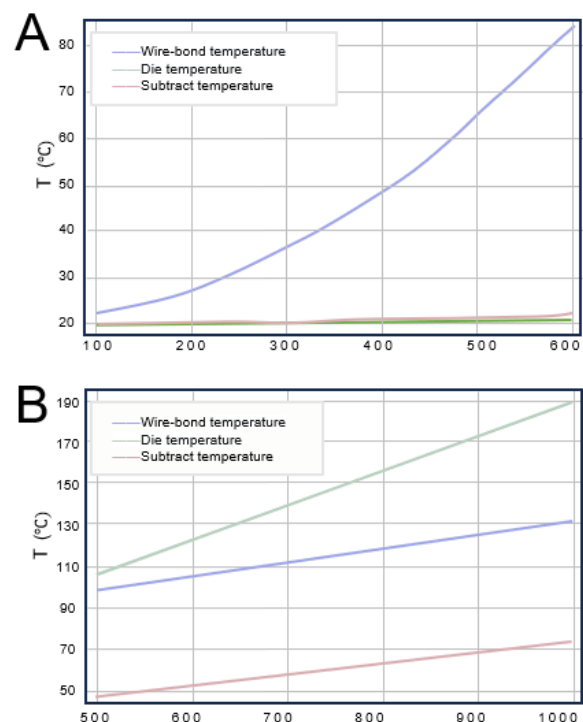 A
80
70
60
50
40
30
20
T (°C)
Wire-bond temperature
Die temperature
Subtract temperature
100 200 300 400 500 600
B
190
170
150
130
110
90
70
50
T (°C)
Wire-bond temperature
Die temperature
Subtract temperature
500 600 700 800 900 1000